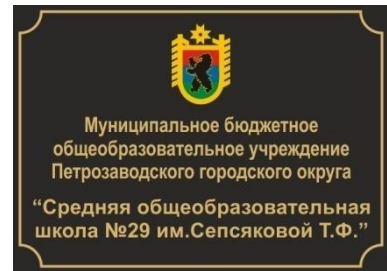 Муниципальное бюджетное
общеобразовательное учреждение
Петрозаводского городского округа
“Средняя общеобразовательная
школа №29 им.Сепсяковой Т.Ф.”